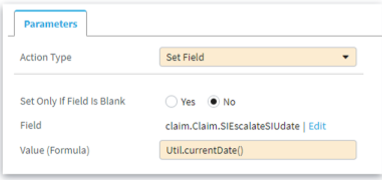 Parameters
Action Type Set Field
Set Only If Field Is Blank Yes No
Field claim.Claim.SIEscalateSIUdate | Edit
Value (Formula) Util.currentDate()